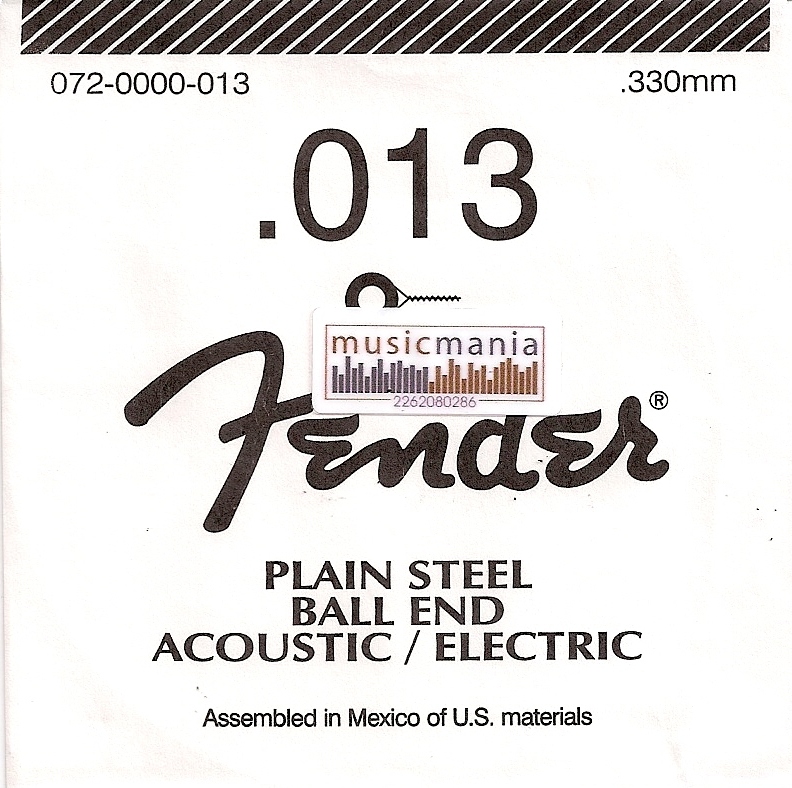 072-0000-013 .330mm
.013
musicmania
2262080286
Fender®
PLAIN STEEL
BALL END
ACOUSTIC / ELECTRIC
Assembled in Mexico of U.S. materials